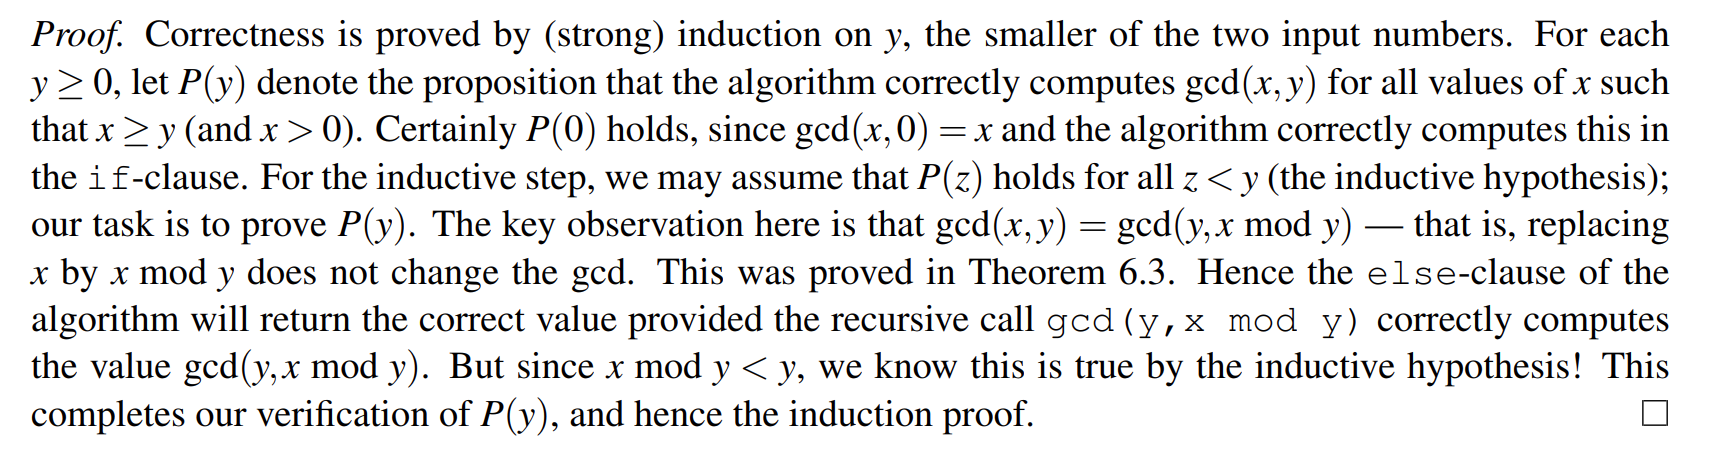 Proof. Correctness is proved by (strong) induction on y, the smaller of the two input numbers. For each
y ≥ 0, let P(y) denote the proposition that the algorithm correctly computes gcd(x,y) for all values of x such
that x ≥ y (and x > 0). Certainly P(0) holds, since gcd(x,0) = x and the algorithm correctly computes this in
the if-clause. For the inductive step, we may assume that P(z) holds for all z < y (the inductive hypothesis);
our task is to prove P(y). The key observation here is that gcd(x,y) = gcd(y,x mod y) — that is, replacing
x by x mod y does not change the gcd. This was proved in Theorem 6.3. Hence the else-clause of the
algorithm will return the correct value provided the recursive call gcd(y,x mod y) correctly computes
the value gcd(y,x mod y). But since x mod y < y, we know this is true by the inductive hypothesis! This
completes our verification of P(y), and hence the induction proof. □